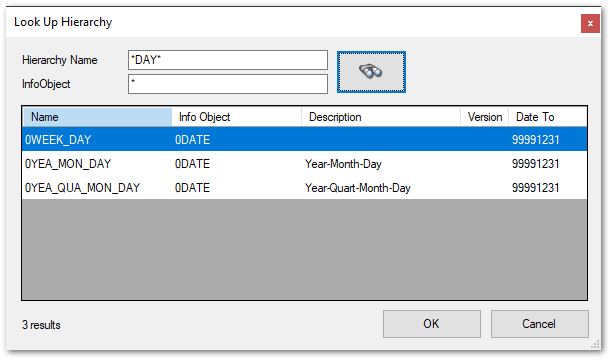 Look Up Hierarchy x
Hierarchy Name *DAY*
InfoObject *
Name Info Object Description Version Date To
0WEEK_DAY 0DATE 99991231
0YEA_MON_DAY 0DATE Year-Month-Day 99991231
0YEA_QUA_MON_DAY 0DATE Year-Quart-Month-Day 99991231
3 results OK Cancel